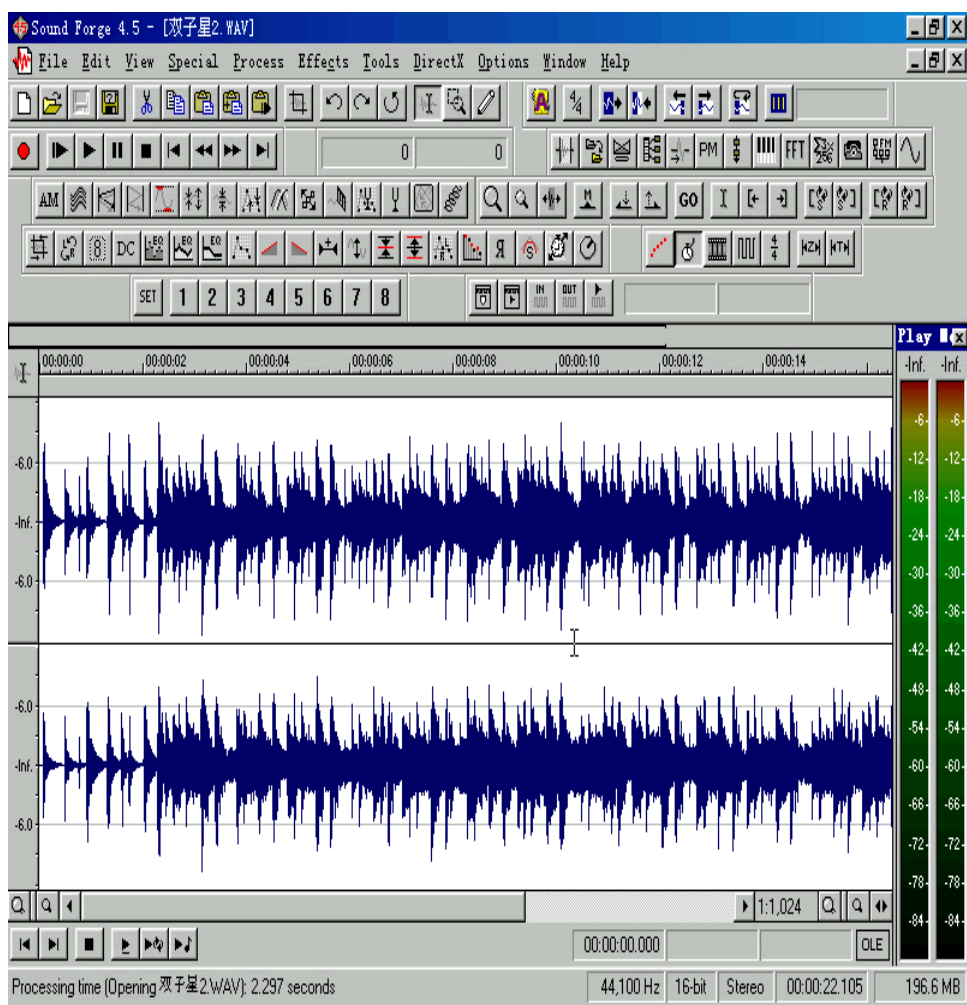 Sound Forge 4.5 - [双子星2.WAV]
File Edit View Special Process Effects Tools DirectX Options Window Help
0 0 PM FFT
AM GO
DC EQ EQ EQ
SET 1 2 3 4 5 6 7 8 IN OUT
Play
00:00:00 00:00:02 00:00:04 00:00:06 00:00:08 00:00:10 00:00:12 00:00:14 -Inf. -Inf.
-6.0
-Inf.
-6.0
-6.0
-Inf.
-6.0
-6 -6
-12 -12
-18 -18
-24 -24
-30 -30
-36 -36
-42 -42
-48 -48
-54 -54
-60 -60
-66 -66
-72 -72
-78 -78
-84 -84
1:1,024
00:00:00.000 OLE
Processing time (Opening 双子星2.WAV): 2.297 seconds 44,100 Hz 16-bit Stereo 00:00:22.105 196.6 MB